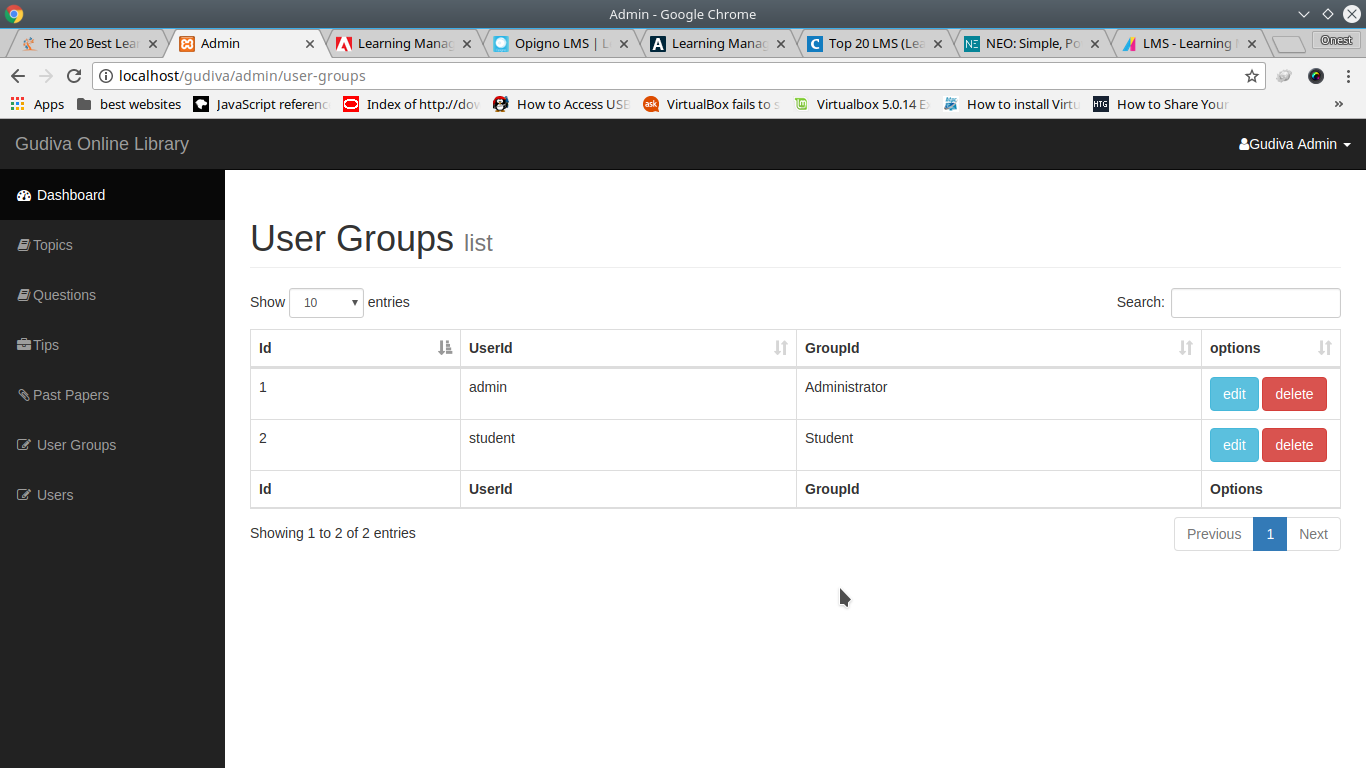 Admin - Google Chrome
The 20 Best Lea
Admin
Learning Manag
Opigno LMS | L
Learning Manag
Top 20 LMS (Lea
NEO: Simple, Po
LMS - Learning
Onest
localhost/gudiva/admin/user-groups
Apps
best websites
JavaScript referenc
Index of http://do
How to Access USB
ask
VirtualBox fails to s
Virtualbox 5.0.14 E
How to install Virtu
HTG
How to Share Your
»
Gudiva Online Library
Gudiva Admin
Dashboard
Topics
Questions
Tips
Past Papers
User Groups
Users
User Groups list
Show 10 entries
Search:
Id UserId GroupId options
1 admin Administrator edit delete
2 student Student edit delete
Id UserId GroupId Options
Showing 1 to 2 of 2 entries
Previous 1 Next